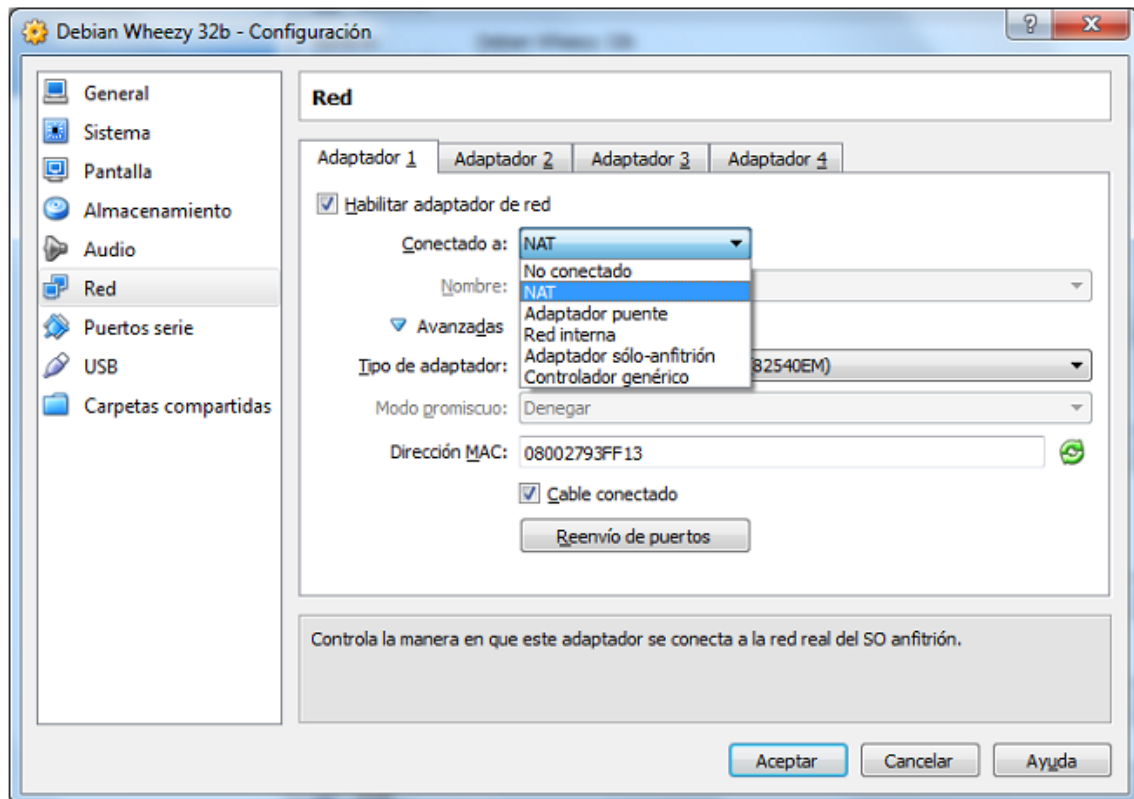 Debian Wheezy 32b - Configuración
?
General
Sistema
Pantalla
Almacenamiento
Audio
Red
Puertos serie
USB
Carpetas compartidas
Red
Adaptador 1 Adaptador 2 Adaptador 3 Adaptador 4
Habilitar adaptador de red
Conectado a: NAT
No conectado
Nombre:
NAT
Adaptador puente
Avanzadas
Red interna
Adaptador sólo-anfitrión
Tipo de adaptador: 82540EM)
Controlador genérico
Modo promiscuo: Denegar
Dirección MAC: 08002793FF13
Cable conectado
Reenvío de puertos
Controla la manera en que este adaptador se conecta a la red real del SO anfitrión.
Aceptar Cancelar Ayuda